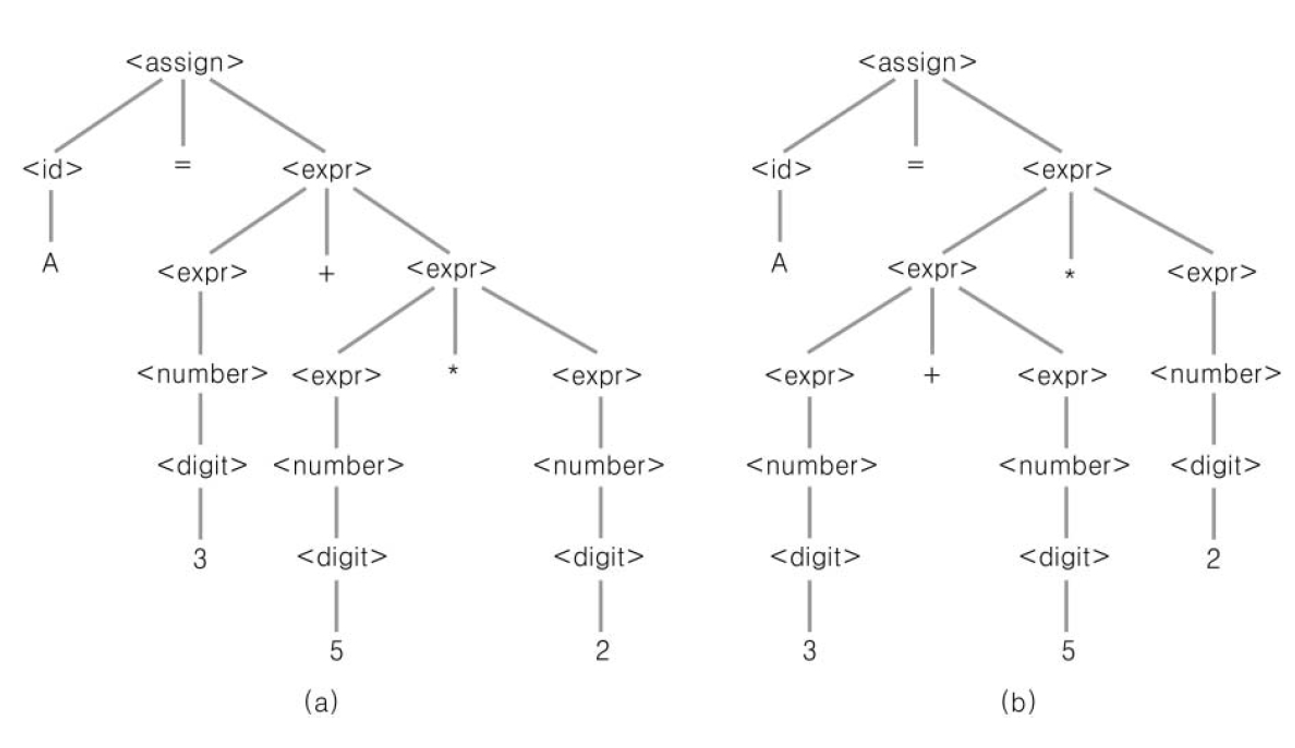 <assign> <assign>
<id> = <expr> <id> = <expr>
A <expr> + <expr> A <expr> * <expr>
<number> <expr> * <expr> <expr> + <expr> <number>
<digit> <number> <number> <number> <number> <digit>
3 <digit> <digit> <digit> <digit> 2
5 2 3 5
(a) (b)